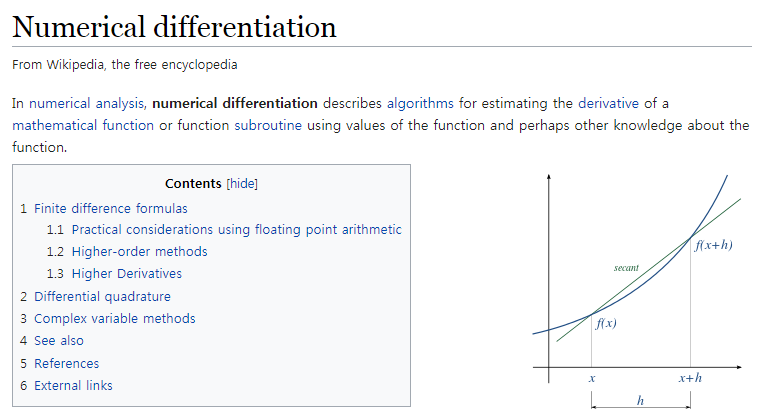 Numerical differentiation
From Wikipedia, the free encyclopedia
In numerical analysis, numerical differentiation describes algorithms for estimating the derivative of a
mathematical function or function subroutine using values of the function and perhaps other knowledge about the
function.
Contents [hide]
1 Finite difference formulas
1.1 Practical considerations using floating point arithmetic
1.2 Higher-order methods
1.3 Higher Derivatives
2 Differential quadrature
3 Complex variable methods
4 See also
5 References
6 External links
f(x+h)
secant
f(x)
x
x+h
h